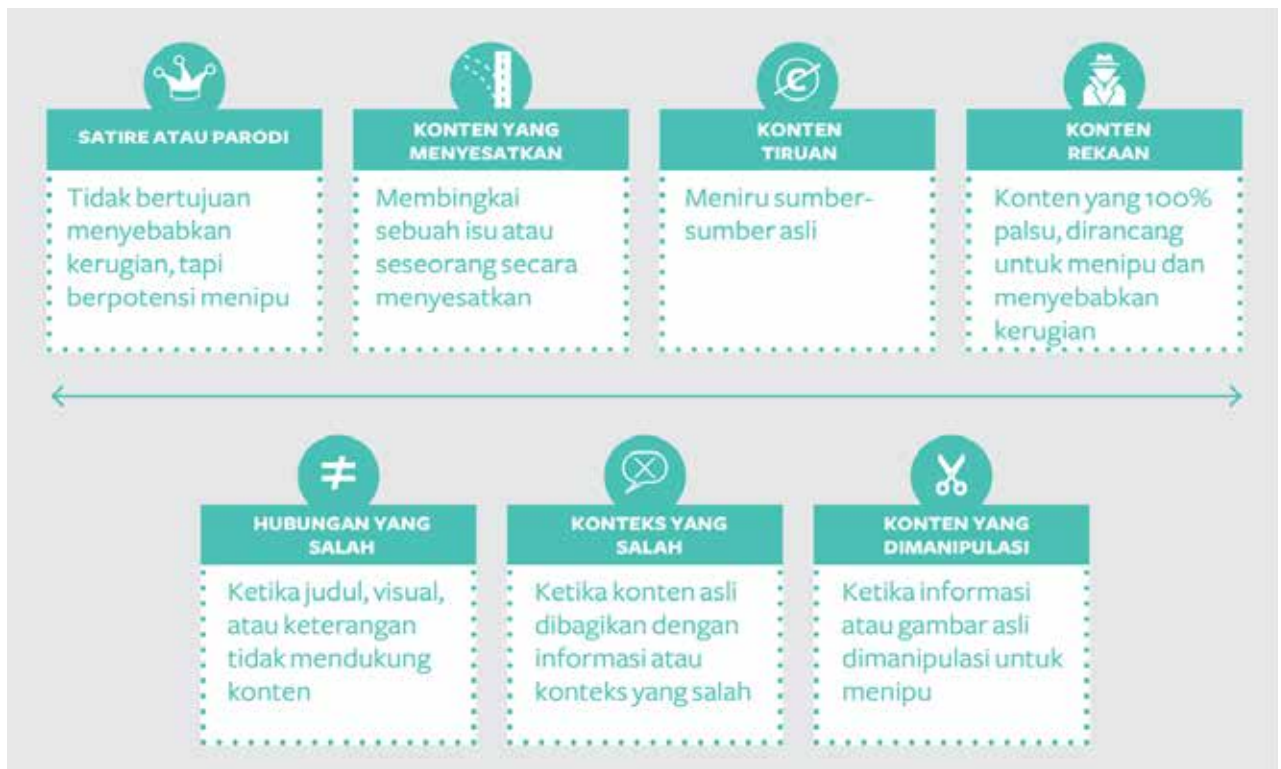 SATIRE ATAU PARODI
Tidak bertujuan
menyebabkan
kerugian, tapi
berpotensi menipu
KONTEN YANG
MENYESATKAN
Membingkai
sebuah isu atau
seseorang secara
menyesatkan
KONTEN
TIRUAN
Meniru sumber-
sumber asli
KONTEN
REKAAN
Konten yang 100%
palsu, dirancang
untuk menipu dan
menyebabkan
kerugian
HUBUNGAN YANG
SALAH
Ketika judul, visual,
atau keterangan
tidak mendukung
konten
KONTEKS YANG
SALAH
Ketika konten asli
dibagikan dengan
informasi atau
konteks yang salah
KONTEN YANG
DIMANIPULASI
Ketika informasi
atau gambar asli
dimanipulasi untuk
menipu